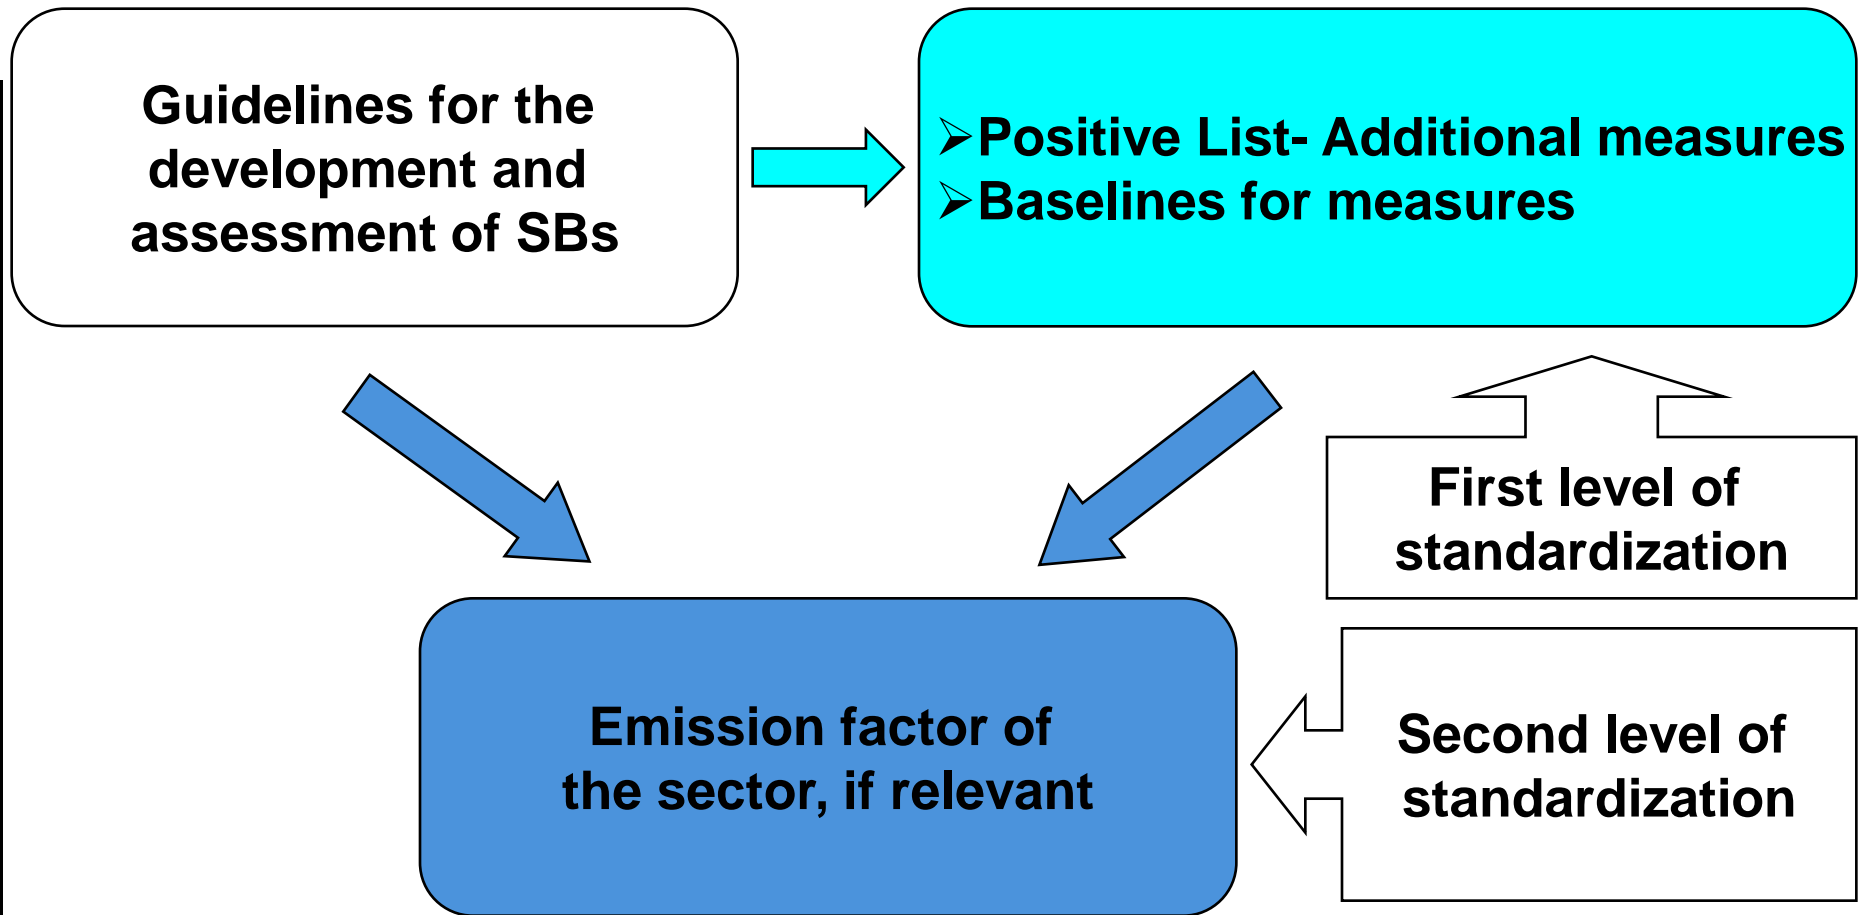 Guidelines for the
development and
assessment of SBs
➢Positive List- Additional measures
➢Baselines for measures
First level of
standardization
Emission factor of
the sector, if relevant
Second level of
standardization